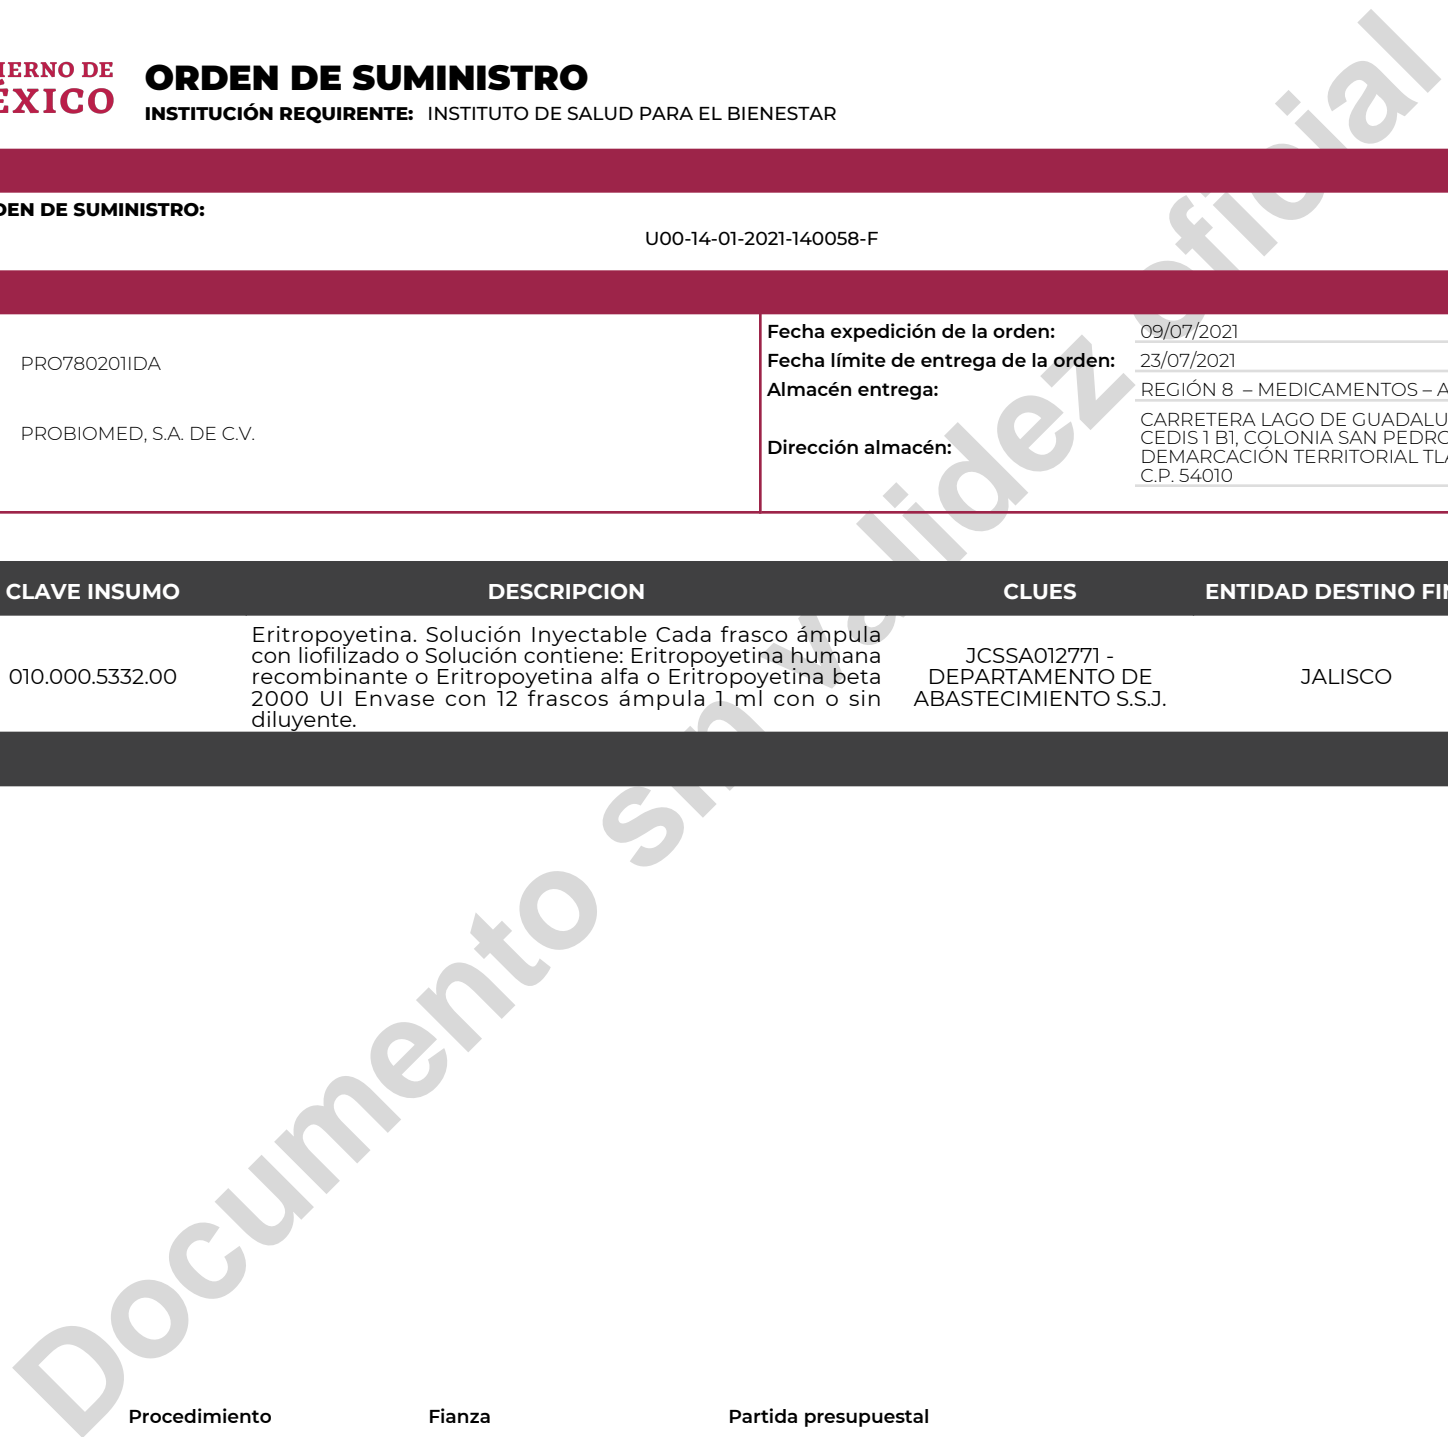 IERNO DE
ÉXICO
ORDEN DE SUMINISTRO
INSTITUCIÓN REQUIRENTE: INSTITUTO DE SALUD PARA EL BIENESTAR
DEN DE SUMINISTRO:
U00-14-01-2021-140058-F
PRO780201IDA
PROBIOMED, S.A. DE C.V.
Fecha expedición de la orden: 09/07/2021
Fecha límite de entrega de la orden: 23/07/2021
Almacén entrega: REGIÓN 8 – MEDICAMENTOS – A
Dirección almacén:
CARRETERA LAGO DE GUADALU
CEDIS 1 B1, COLONIA SAN PEDRO
DEMARCACIÓN TERRITORIAL TLA
C.P. 54010
CLAVE INSUMO DESCRIPCION CLUES ENTIDAD DESTINO FIN
010.000.5332.00
Eritropoyetina. Solución Inyectable Cada frasco ámpula
con liofilizado o Solución contiene: Eritropoyetina humana
recombinante o Eritropoyetina alfa o Eritropoyetina beta
2000 UI Envase con 12 frascos ámpula 1 ml con o sin
diluyente.
JCSSA012771 -
DEPARTAMENTO DE
ABASTECIMIENTO S.S.J.
JALISCO
Documento sin validez oficial
Procedimiento Fianza Partida presupuestal